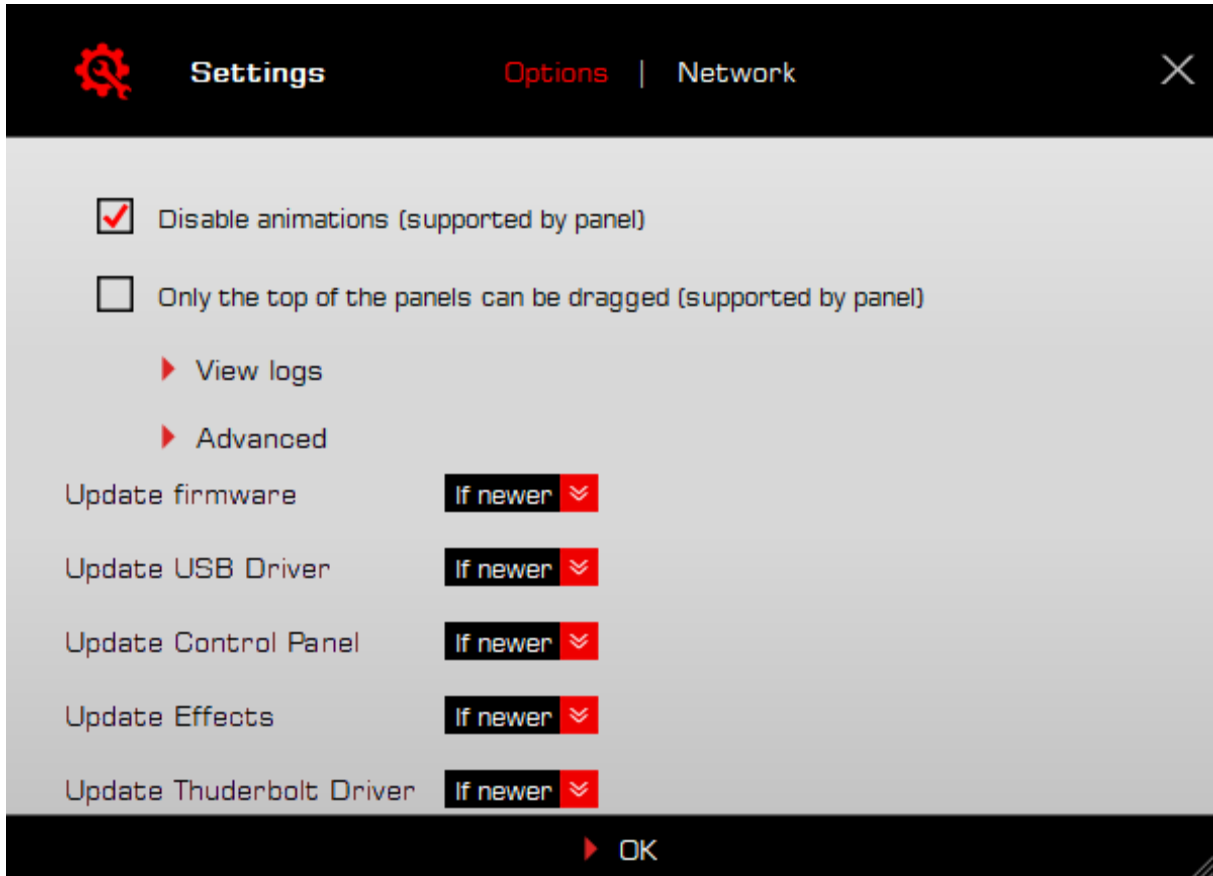 Settings Options | Network
Disable animations (supported by panel)
Only the top of the panels can be dragged (supported by panel)
View logs
Advanced
Update firmware If newer
Update USB Driver If newer
Update Control Panel If newer
Update Effects If newer
Update Thuderbolt Driver If newer
OK